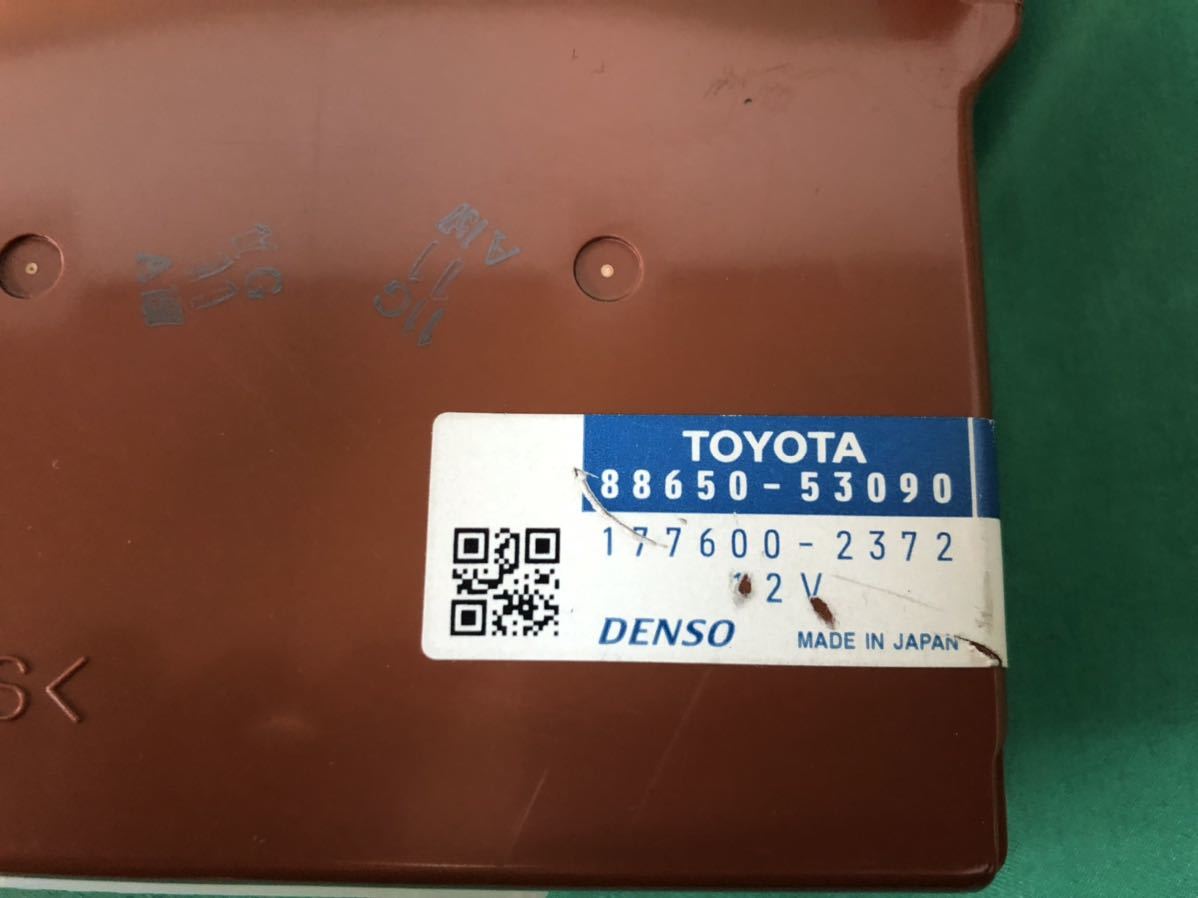 TOYOTA
88650-53090
177600-2372
12V
DENSO
MADE IN JAPAN
S<